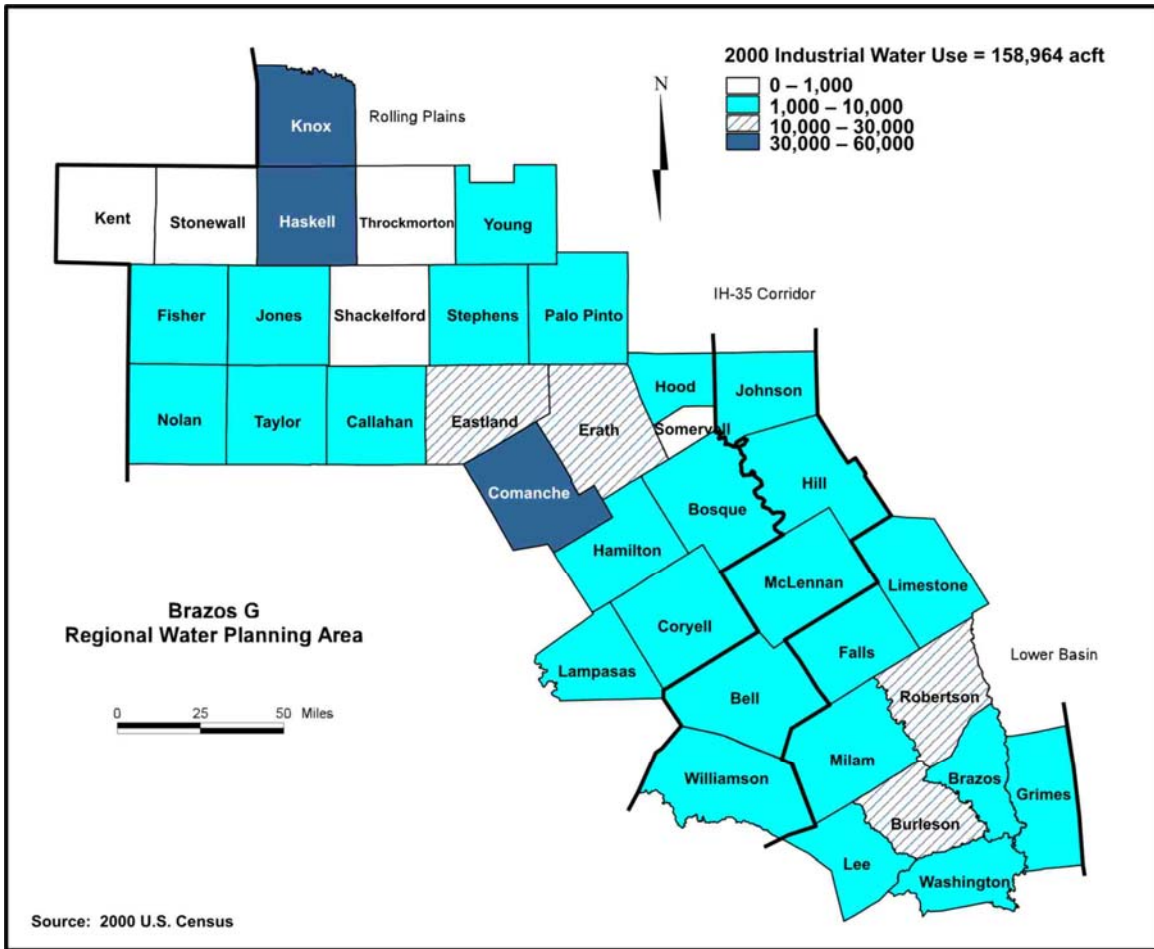 2000 Industrial Water Use = 158,964 acft
0 – 1,000
1,000 – 10,000
10,000 – 30,000
30,000 – 60,000
N
Knox
Rolling Plains
Kent
Stonewall
Haskell
Throckmorton
Young
IH-35 Corridor
Fisher
Jones
Shackelford
Stephens
Palo Pinto
Hood
Johnson
Nolan
Taylor
Callahan
Eastland
Erath
Somervell
Comanche
Bosque
Hill
Hamilton
McLennan
Limestone
Brazos G
Regional Water Planning Area
Coryell
Falls
Lampasas
Lower Basin
Bell
Robertson
0 25 50 Miles
Milam
Williamson
Brazos
Grimes
Burleson
Lee
Washington
Source: 2000 U.S. Census